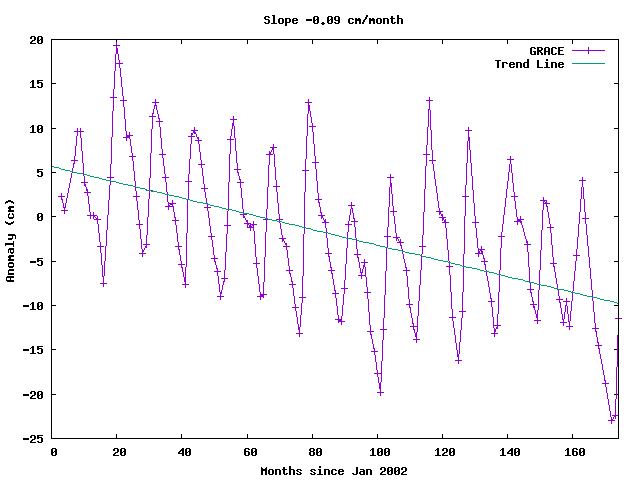 Slope -0.09 cm/month
GRACE
Trend Line
20
15
10
5
0
-5
-10
-15
-20
-25
Anomaly (cm)
0 20 40 60 80 100 120 140 160
Months since Jan 2002